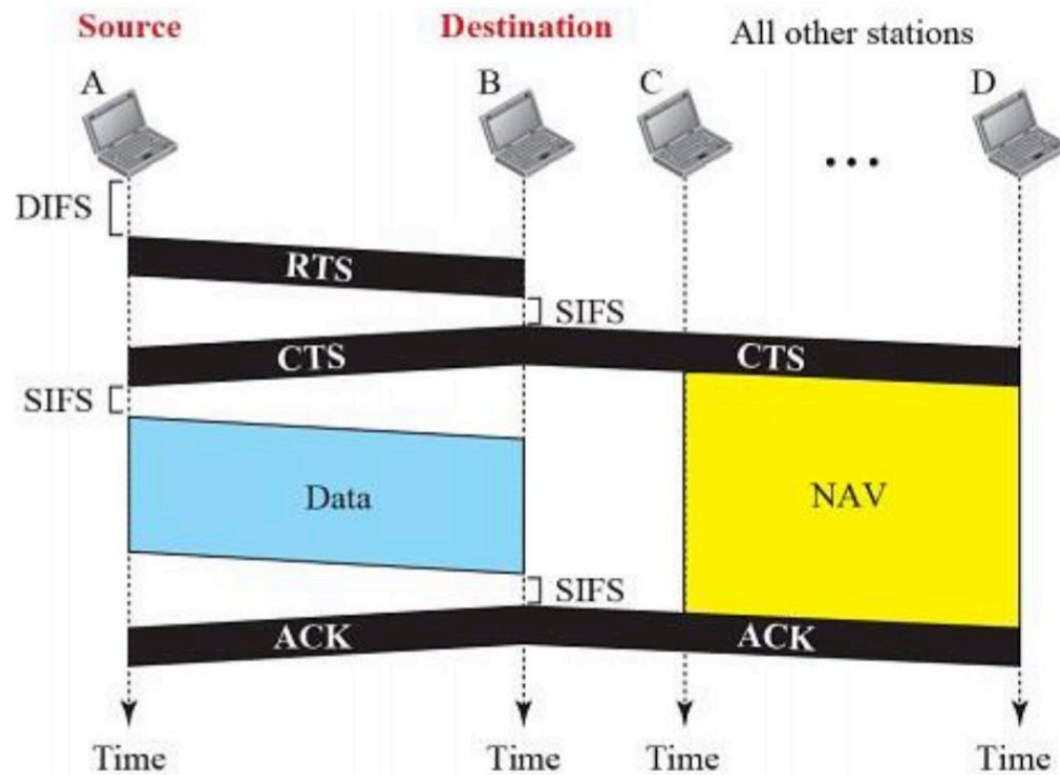 Source Destination All other stations
A B C D
...
DIFS
RTS
SIFS
CTS CTS
SIFS
Data NAV
SIFS
ACK ACK
Time Time Time Time